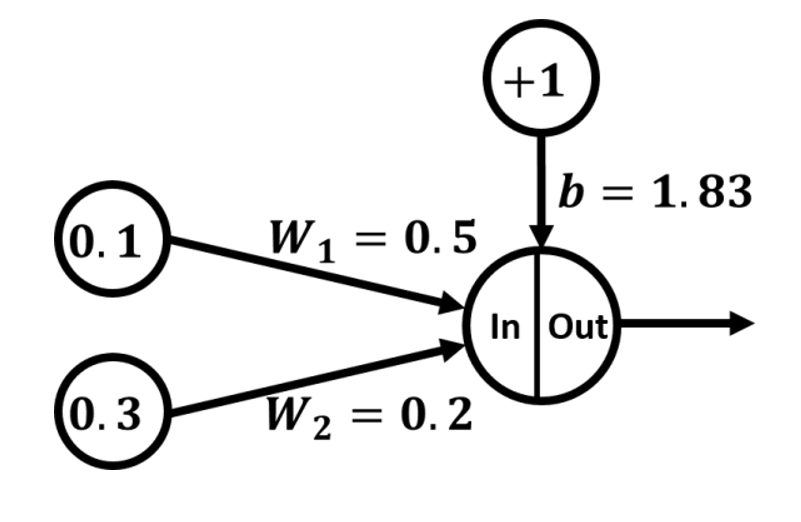 +1
b = 1.83
0.1
W₁ = 0.5
In
Out
0.3
W₂ = 0.2